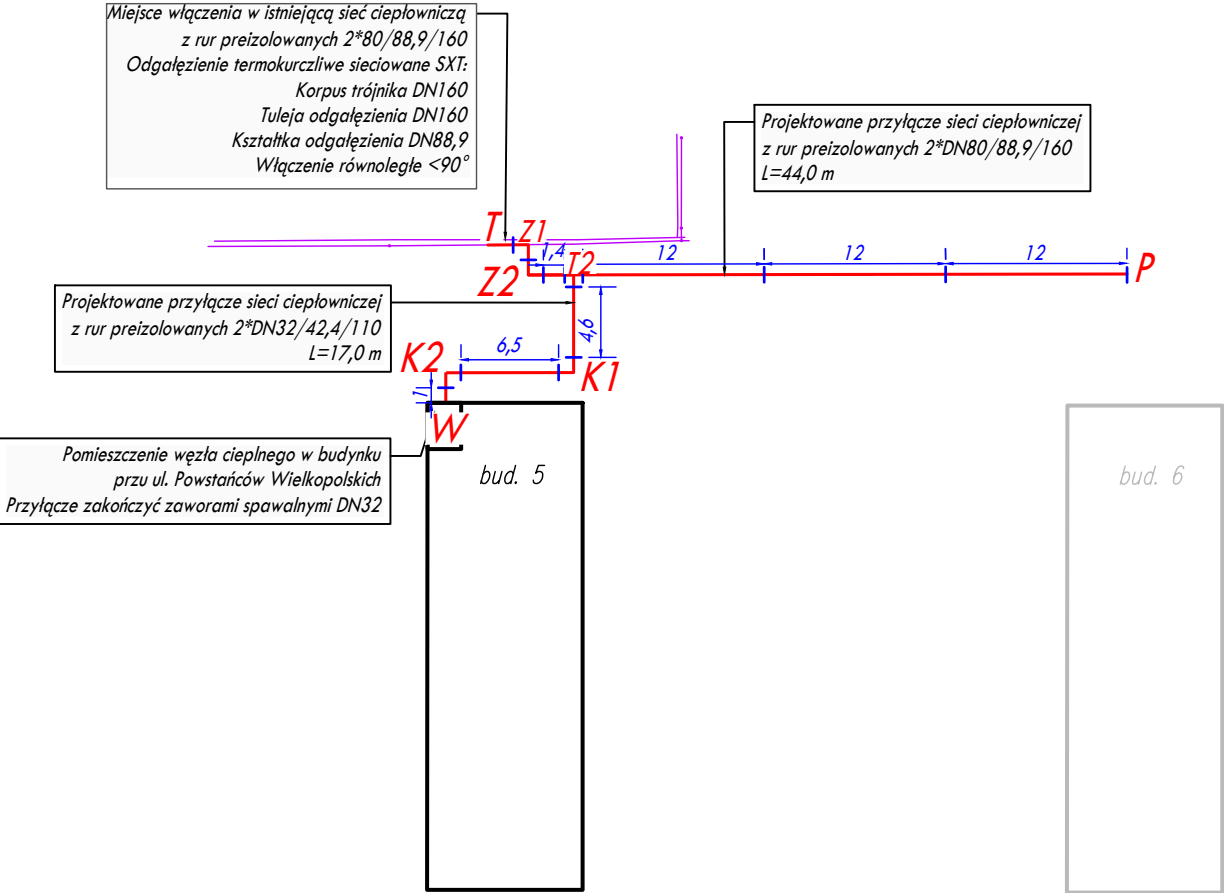 Miejsce włączenia w istniejącą sieć ciepłowniczą
z rur preizolowanych 2*80/88,9/160
Odgałęzienie termokurczliwe sieciowane SXT:
Korpus trójnika DN160
Tuleja odgałęzienia DN160
Kształtka odgałęzienia DN88,9
Włączenie równoległe <90°
Projektowane przyłącze sieci ciepłowniczej
z rur preizolowanych 2*DN80/88,9/160
L=44,0 m
T
Z1
1,4
T2
12
12
12
P
Z2
Projektowane przyłącze sieci ciepłowniczej
z rur preizolowanych 2*DN32/42,4/110
L=17,0 m
4,6
6,5
K2
K1
1
W
Pomieszczenie węzła cieplnego w budynku
przu ul. Powstańców Wielkopolskich
Przyłącze zakończyć zaworami spawalnymi DN32
bud. 5
bud. 6